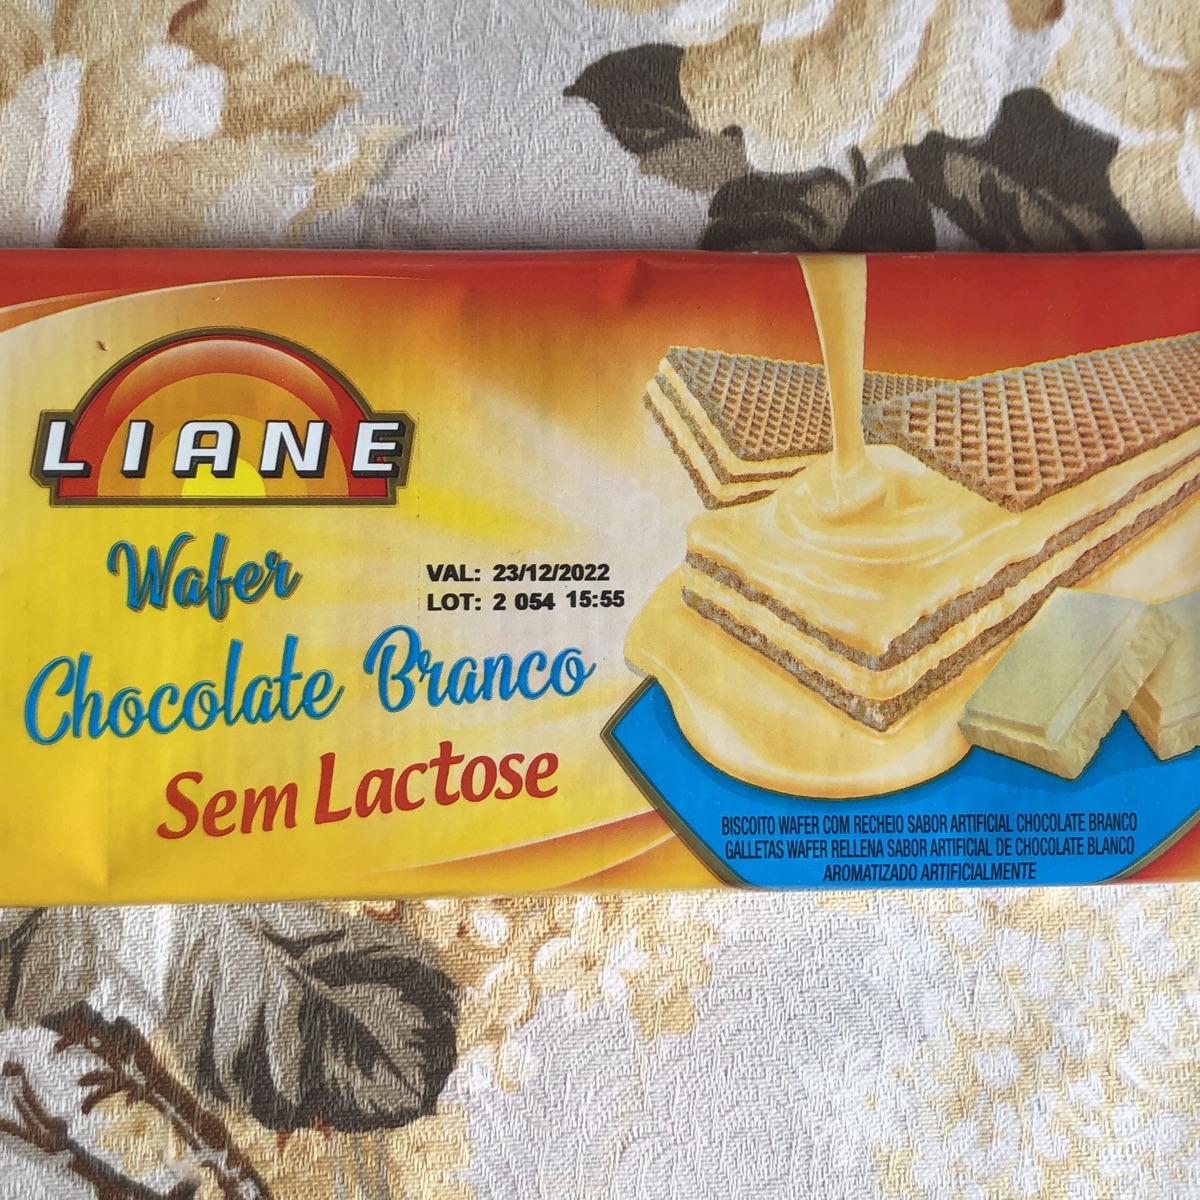 LIANE
Wafer
VAL: 23/12/2022
LOT: 2 054 15:55
Chocolate Branco
Sem Lactose
BISCOITO WAFER COM RECHEIO SABOR ARTIFICIAL CHOCOLATE BRANCO
GALLETAS WAFER RELLENA SABOR ARTIFICIAL DE CHOCOLATE BLANCO
AROMATIZADO ARTIFICIALMENTE